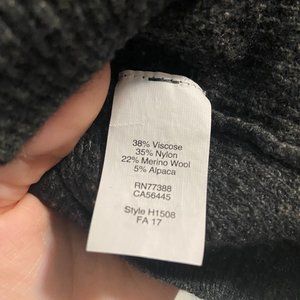 38% Viscose
35% Nylon
22% Merino Wool
5% Alpaca
RN77388
CA56445
Style H1508
FA 17